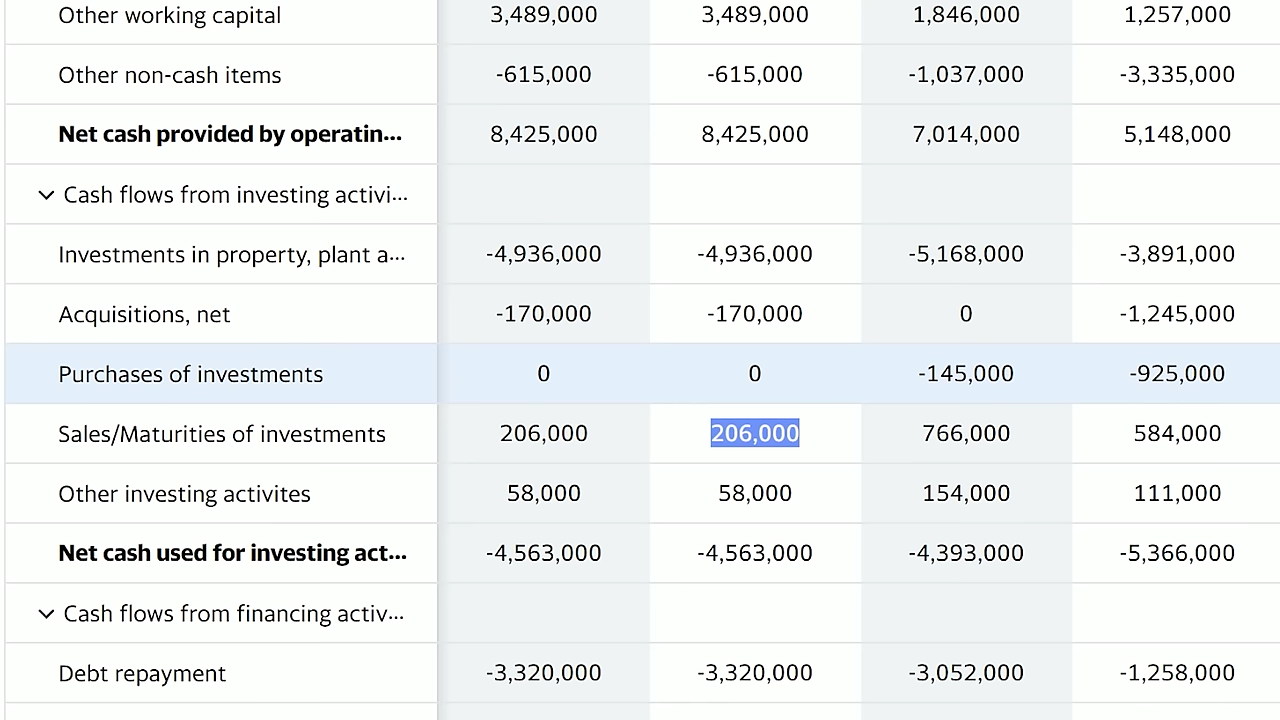 Other working capital 3,489,000 3,489,000 1,846,000 1,257,000
Other non-cash items -615,000 -615,000 -1,037,000 -3,335,000
Net cash provided by operatin... 8,425,000 8,425,000 7,014,000 5,148,000
Cash flows from investing activi...
Investments in property, plant a... -4,936,000 -4,936,000 -5,168,000 -3,891,000
Acquisitions, net -170,000 -170,000 0 -1,245,000
Purchases of investments 0 0 -145,000 -925,000
Sales/Maturities of investments 206,000 206,000 766,000 584,000
Other investing activites 58,000 58,000 154,000 111,000
Net cash used for investing act... -4,563,000 -4,563,000 -4,393,000 -5,366,000
Cash flows from financing activ...
Debt repayment -3,320,000 -3,320,000 -3,052,000 -1,258,000